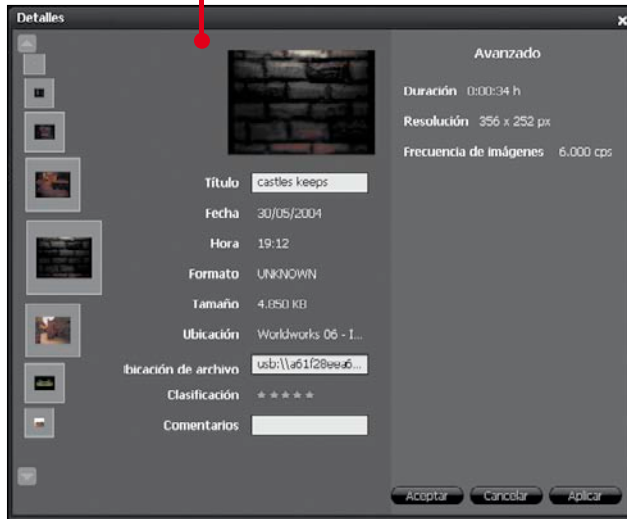 Detalles
Título castles keeps
Fecha 30/05/2004
Hora 19:12
Formato UNKNOWN
Tamaño 4.850 KB
Ubicación Worldworks 06 - I...
bicación de archivo usb:\\a61f28eea6...
Clasificación
Comentarios
Avanzado
Duración 0:00:34 h
Resolución 356 x 252 px
Frecuencia de imágenes 6.000 cps
Aceptar Cancelar Aplicar